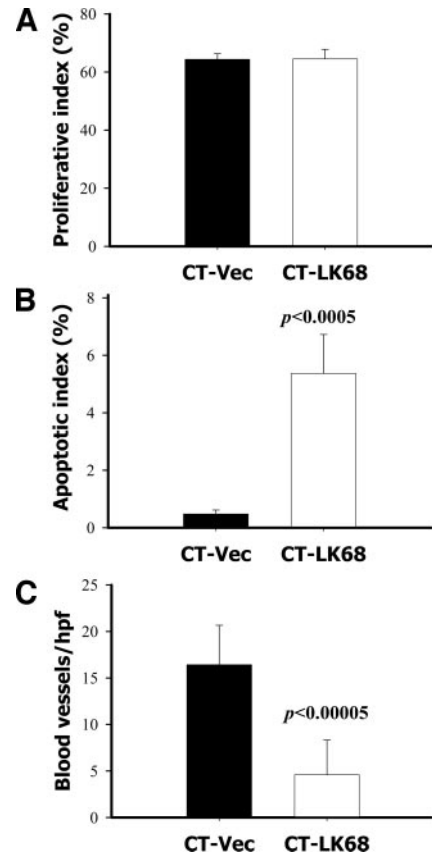 A
Proliferative index (%)
80
60
40
20
0
CT-Vec CT-LK68
B
Apoptotic index (%)
8
6
4
2
0
p<0.0005
CT-Vec CT-LK68
C
Blood vessels/hpf
25
20
15
10
5
0
p<0.00005
CT-Vec CT-LK68